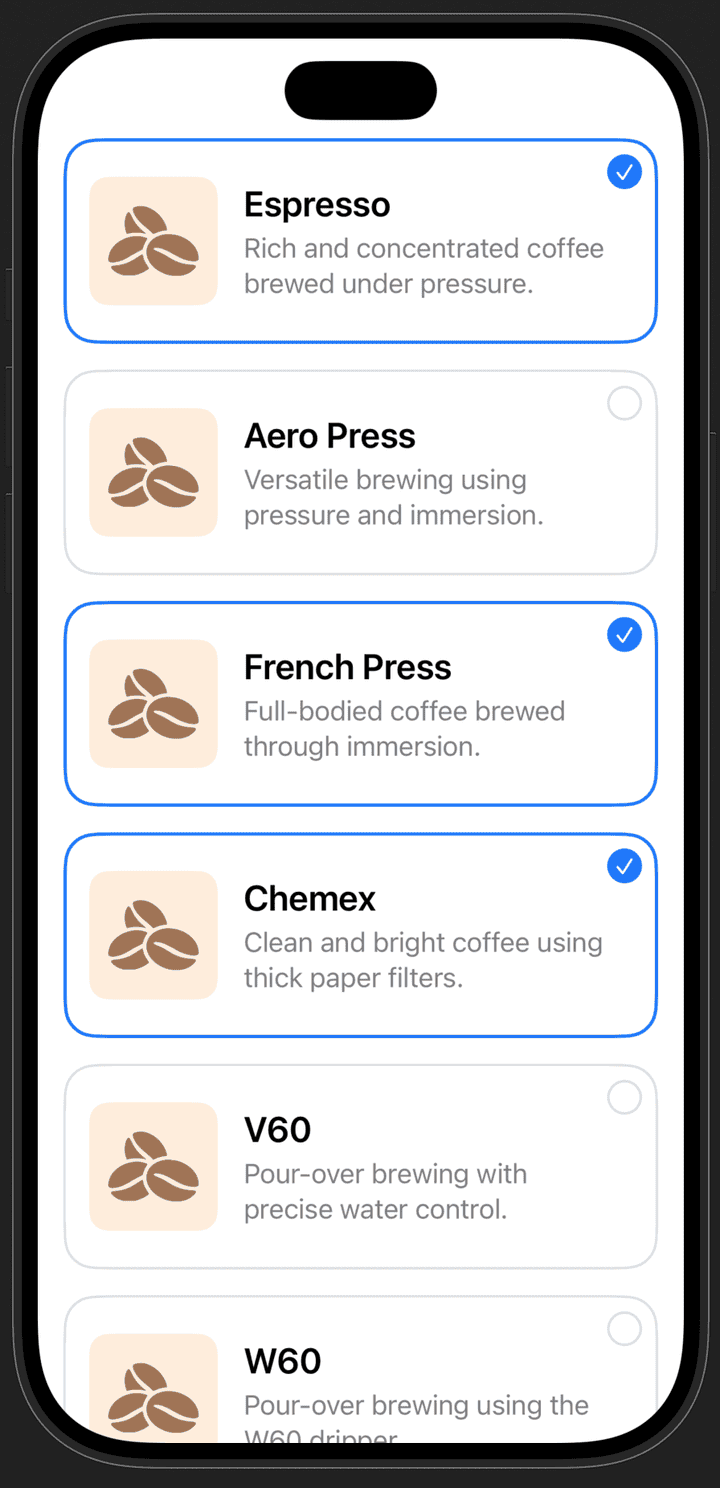 Espresso
Rich and concentrated coffee
brewed under pressure.
Aero Press
Versatile brewing using
pressure and immersion.
French Press
Full-bodied coffee brewed
through immersion.
Chemex
Clean and bright coffee using
thick paper filters.
V60
Pour-over brewing with
precise water control.
W60
Pour-over brewing using the
W60 dripper